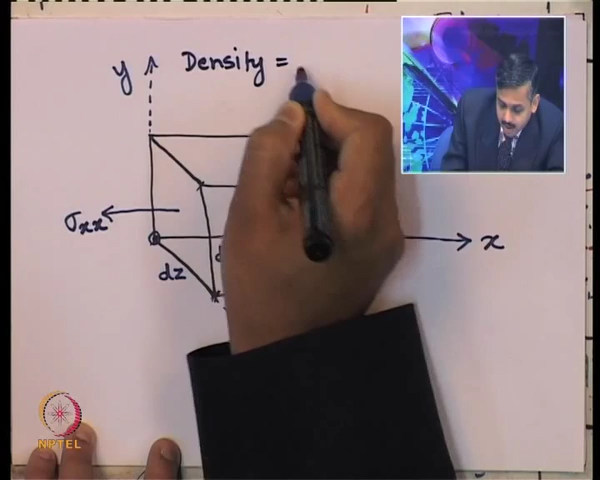 y Density =
σxx
x
dz
d
NPTEL